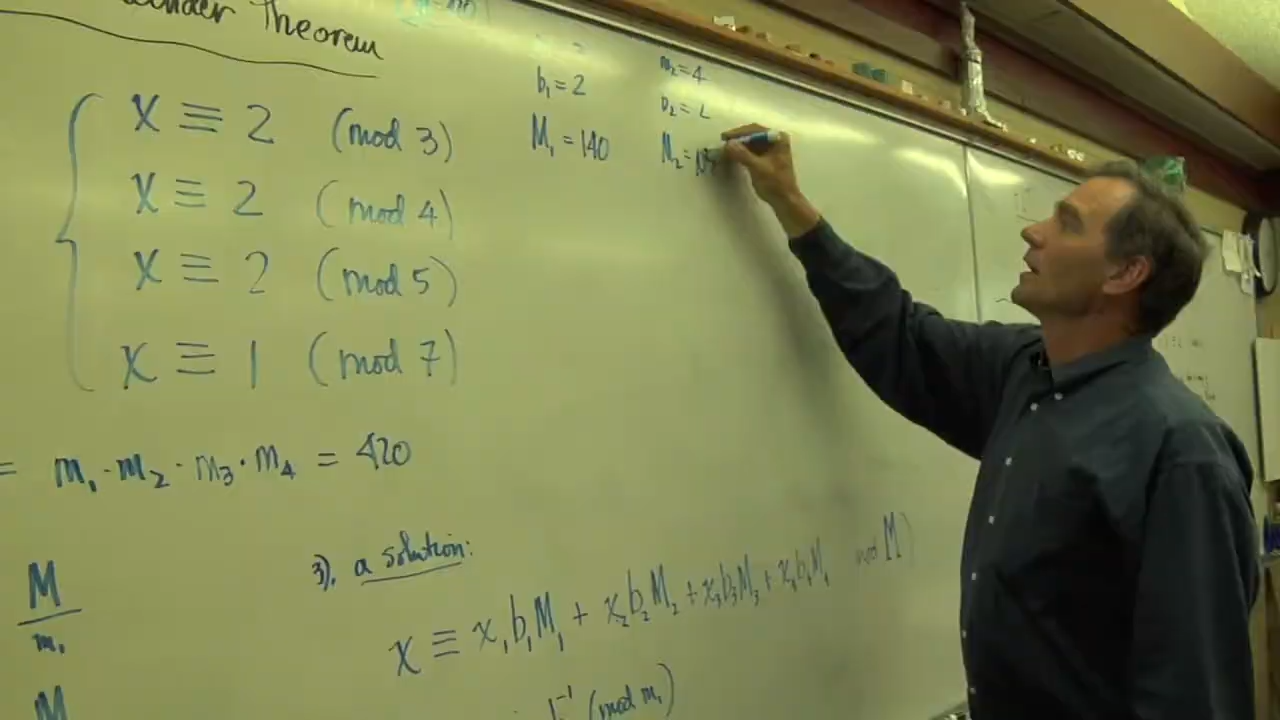 Theorem
x ≡ 2 (mod 3)
x ≡ 2 (mod 4)
x ≡ 2 (mod 5)
x ≡ 1 (mod 7)
= m₁ · m₂ · m₃ · m₄ = 420
M
m₁
M
b₁ = 2
M₁ = 140
m₂ = 4
b₂ = 2
M₂ =
3). a solution:
x ≡ x₁b₁M₁ + x₂b₂M₂ + x₃b₃M₃ + x₄b₄M₄ mod M)
(mod m₁)